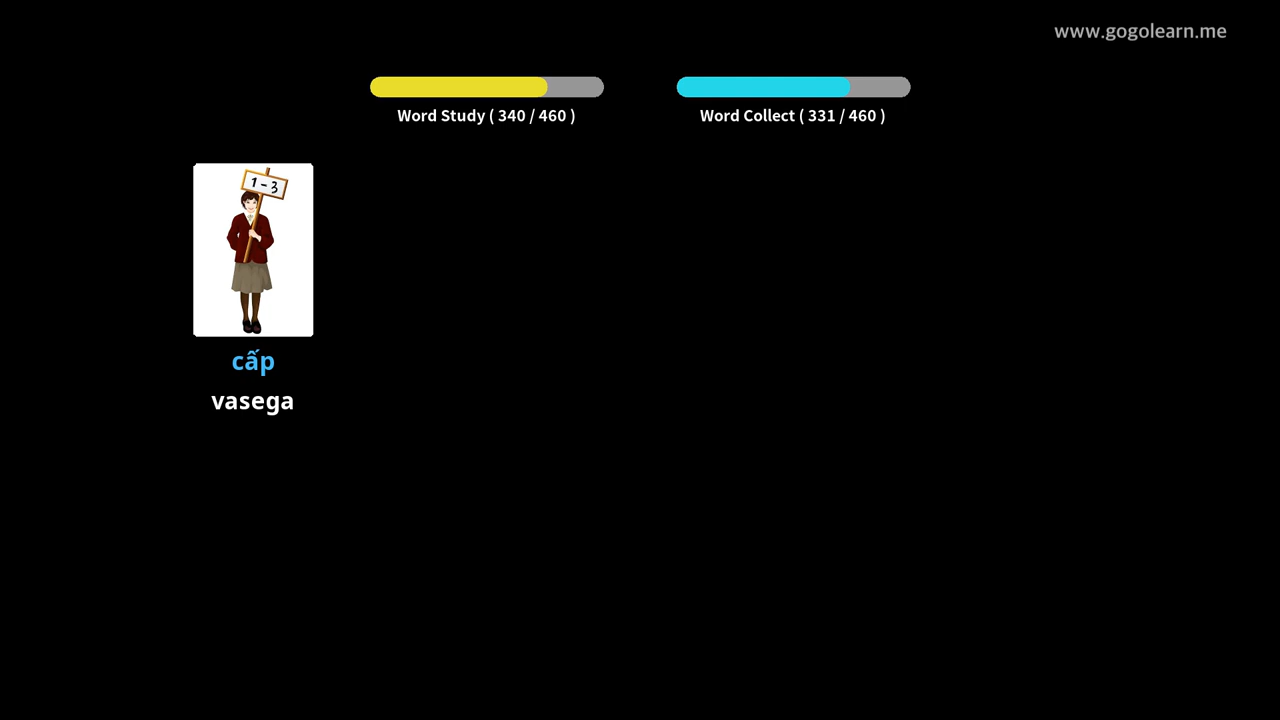 www.gogolearn.me
Word Study ( 340 / 460 )
Word Collect ( 331 / 460 )
1 - 3
cấp
vasega